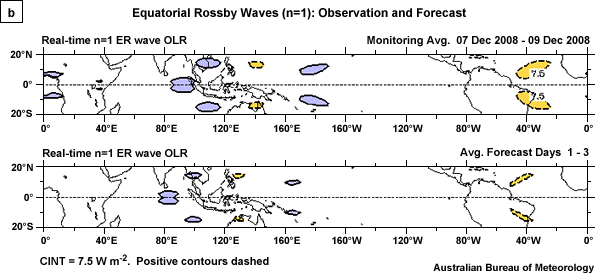 b
Equatorial Rossby Waves (n=1): Observation and Forecast
Real-time n=1 ER wave OLR Monitoring Avg. 07 Dec 2008 - 09 Dec 2008
20°N
0°
20°S
7.5
7.5
0° 40°E 80°E 120°E 160°E 160°W 120°W 80°W 40°W 0°
Real-time n=1 ER wave OLR Avg. Forecast Days 1 - 3
20°N
0°
20°S
0° 40°E 80°E 120°E 160°E 160°W 120°W 80°W 40°W 0°
CINT = 7.5 W m⁻². Positive contours dashed
Australian Bureau of Meteorology